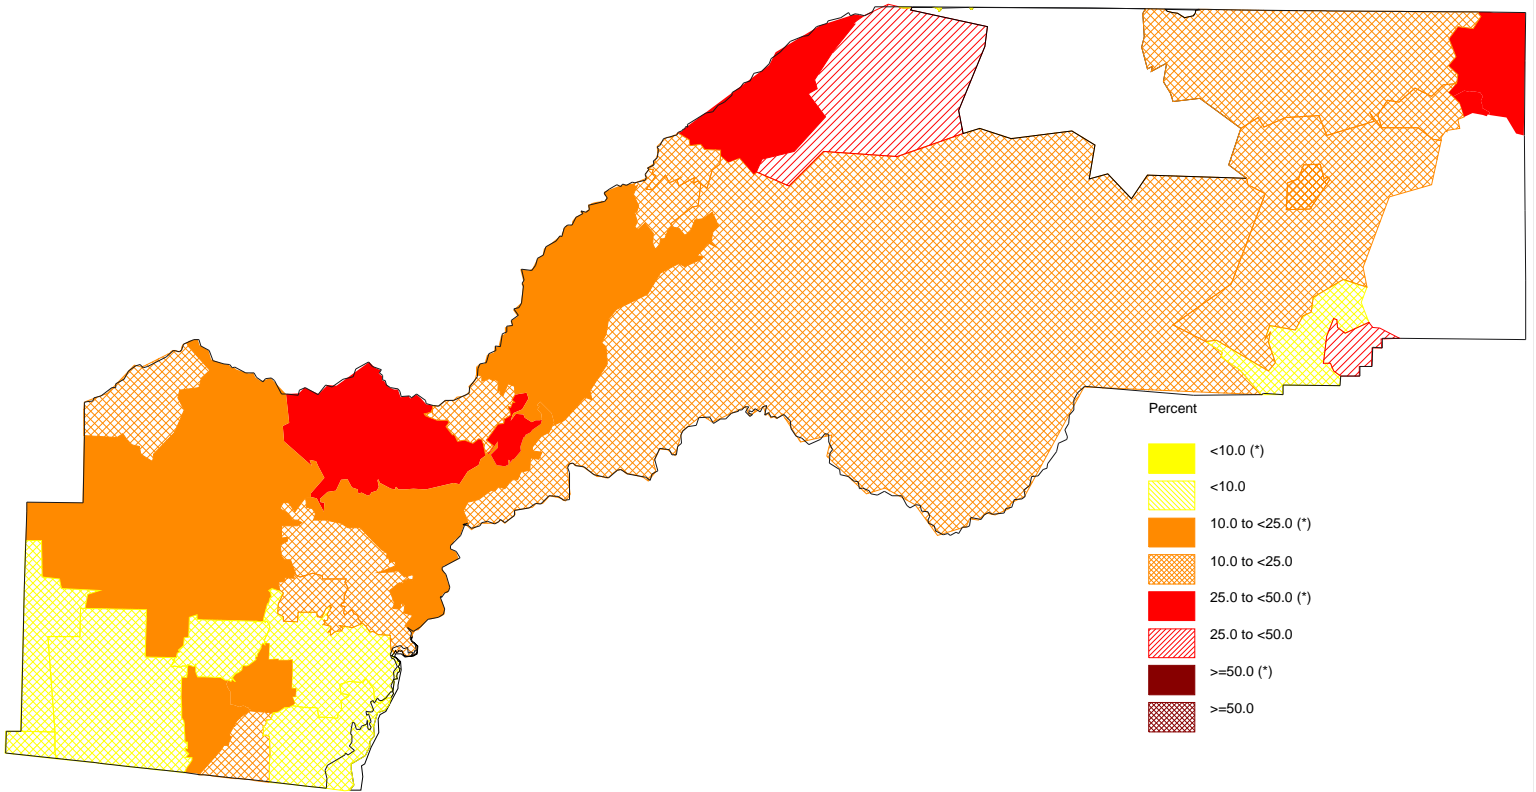 Percent
<10.0 (*)
<10.0
10.0 to <25.0 (*)
10.0 to <25.0
25.0 to <50.0 (*)
25.0 to <50.0
>=50.0 (*)
>=50.0